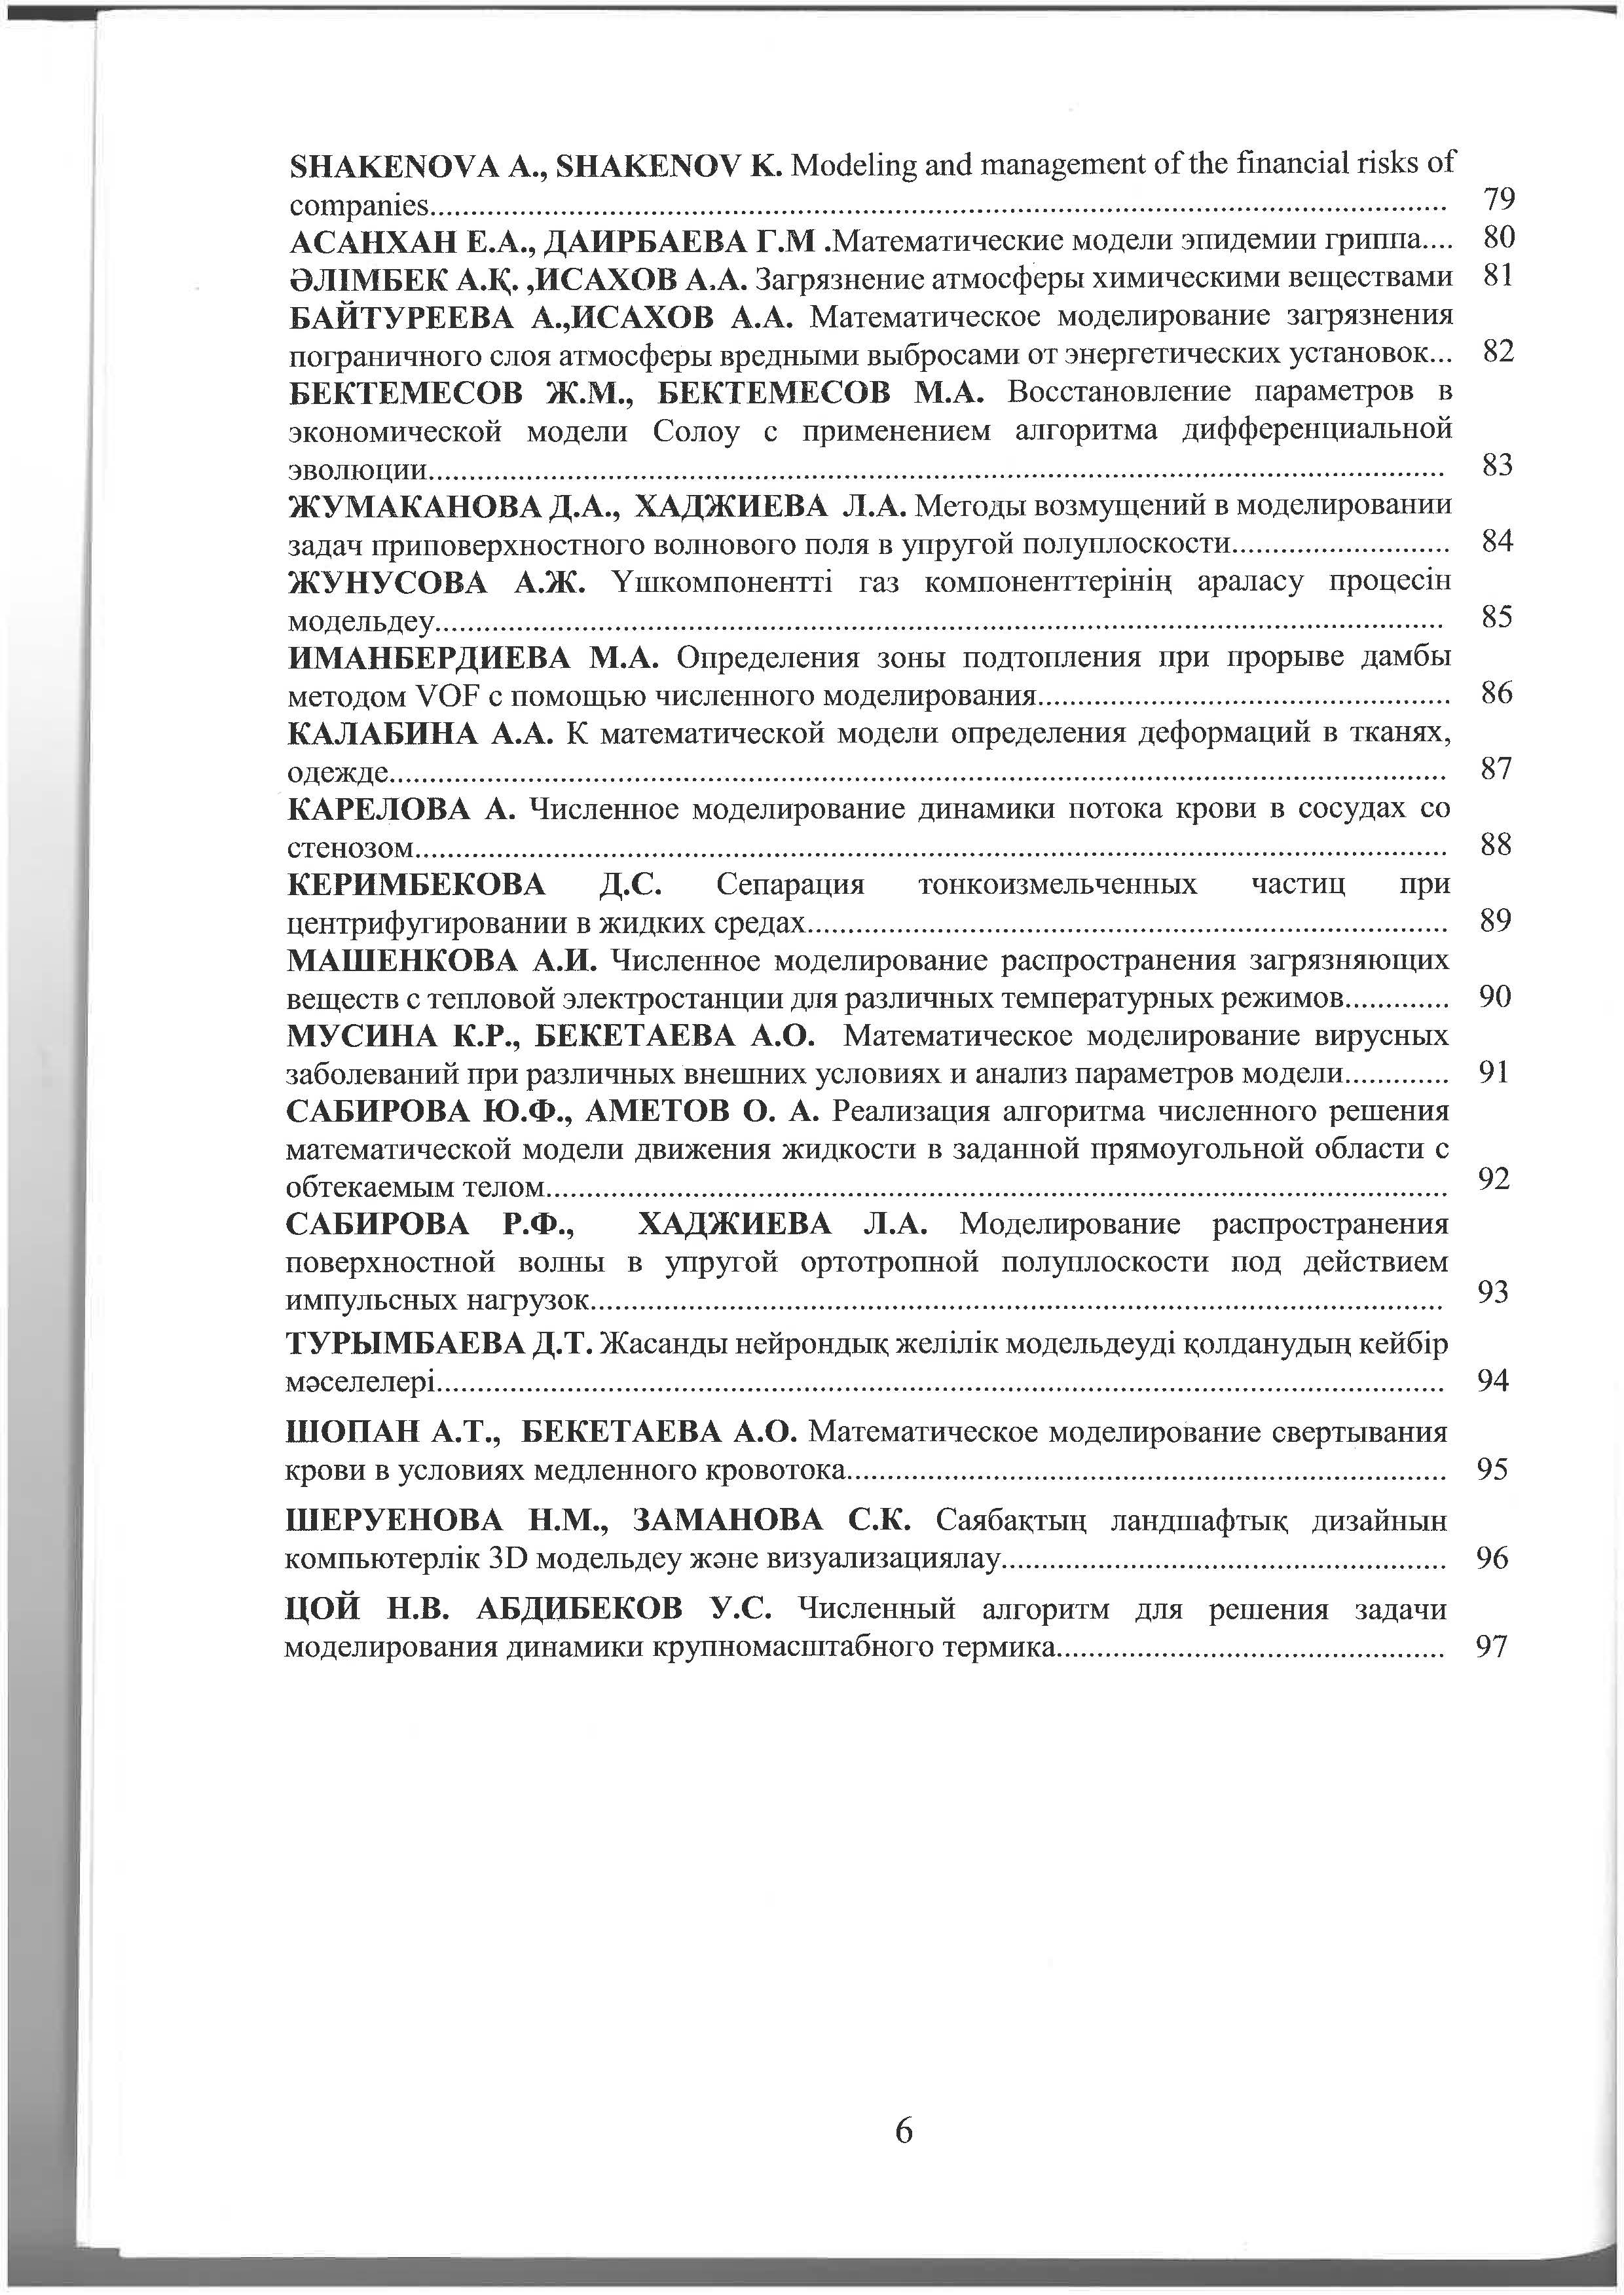 SHAKENOVA A., SHAKENOV K. Modeling and management of the financial risks of
companies.......... 79
АСАНХАН Е.А., ДАИРБАЕВА Г.М .Математические модели эпидемии гриппа.... 80
ӘЛІМБЕК А.Қ. ,ИСАХОВ А.А. Загрязнение атмосферы химическими веществами 81
БАЙТУРЕЕВА А.,ИСАХОВ А.А. Математическое моделирование загрязнения
пограничного слоя атмосферы вредными выбросами от энергетических установок... 82
БЕКТЕМЕСОВ Ж.М., БЕКТЕМЕСОВ М.А. Восстановление параметров в
экономической модели Солоу с применением алгоритма дифференциальной
эволюции.......... 83
ЖУМАКАНОВА Д.А., ХАДЖИЕВА Л.А. Методы возмущений в моделировании
задач приповерхностного волнового поля в упругой полуплоскости.......... 84
ЖУНУСОВА А.Ж. Үшкомпонентті газ компоненттерінің араласу процесін
модельдеу.......... 85
ИМАНБЕРДИЕВА М.А. Определения зоны подтопления при прорыве дамбы
методом VOF с помощью численного моделирования.......... 86
КАЛАБИНА А.А. К математической модели определения деформаций в тканях,
одежде.......... 87
КАРЕЛОВА А. Численное моделирование динамики потока крови в сосудах со
стенозом.......... 88
КЕРИМБЕКОВА Д.С. Сепарация тонкоизмельченных частиц при
центрифугировании в жидких средах.......... 89
МАШЕНКОВА А.И. Численное моделирование распространения загрязняющих
веществ с тепловой электростанции для различных температурных режимов.......... 90
МУСИНА К.Р., БЕКЕТАЕВА А.О. Математическое моделирование вирусных
заболеваний при различных внешних условиях и анализ параметров модели.......... 91
САБИРОВА Ю.Ф., АМЕТОВ О. А. Реализация алгоритма численного решения
математической модели движения жидкости в заданной прямоугольной области с
обтекаемым телом.......... 92
САБИРОВА Р.Ф., ХАДЖИЕВА Л.А. Моделирование распространения
поверхностной волны в упругой ортотропной полуплоскости под действием
импульсных нагрузок.......... 93
ТУРЫМБАЕВА Д.Т. Жасанды нейрондық желілік модельдеуді қолданудың кейбір
мәселелері.......... 94
ШОПАН А.Т., БЕКЕТАЕВА А.О. Математическое моделирование свертывания
крови в условиях медленного кровотока.......... 95
ШЕРУЕНОВА Н.М., ЗАМАНОВА С.К. Саябақтың ландшафтық дизайнын
компьютерлік 3D модельдеу және визуализациялау.......... 96
ЦОЙ Н.В. АБДИБЕКОВ У.С. Численный алгоритм для решения задачи
моделирования динамики крупномасштабного термика.......... 97
6